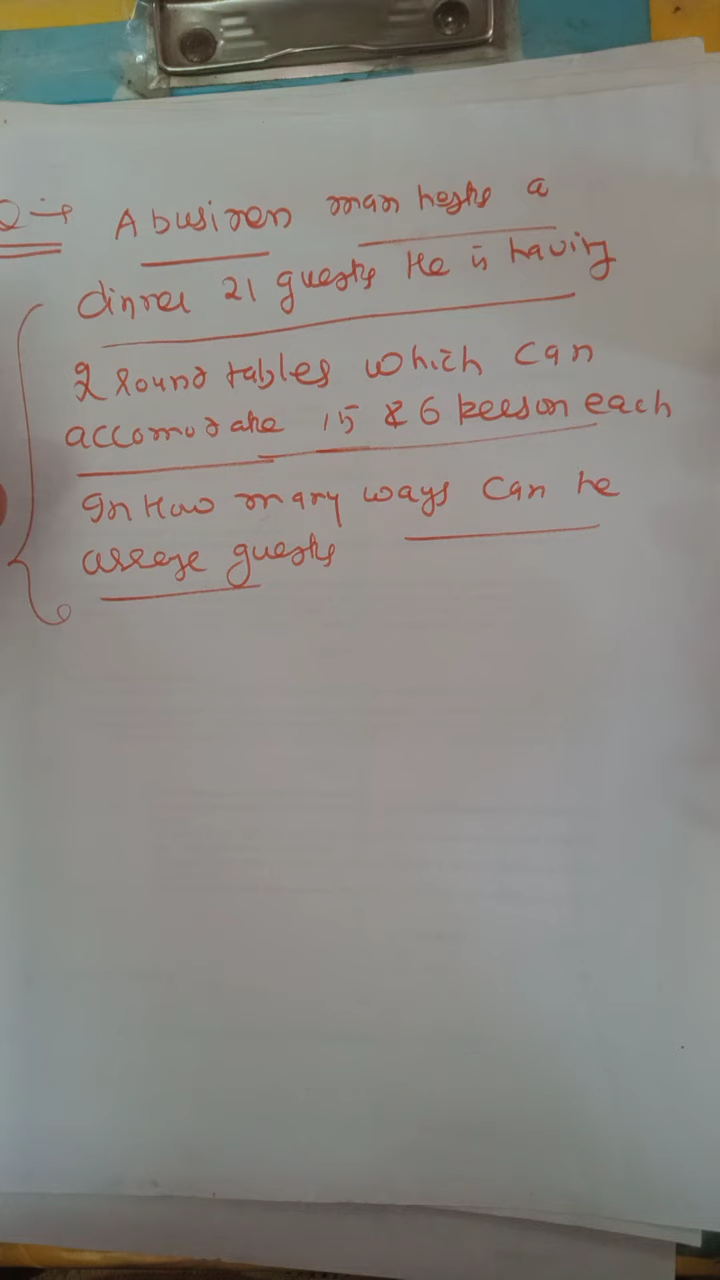 Q→ A businen man hosts a
dinner 21 guests He is having
2 round tables which can
accomodate 15 & 6 person each
In How many ways can he
arrange guests